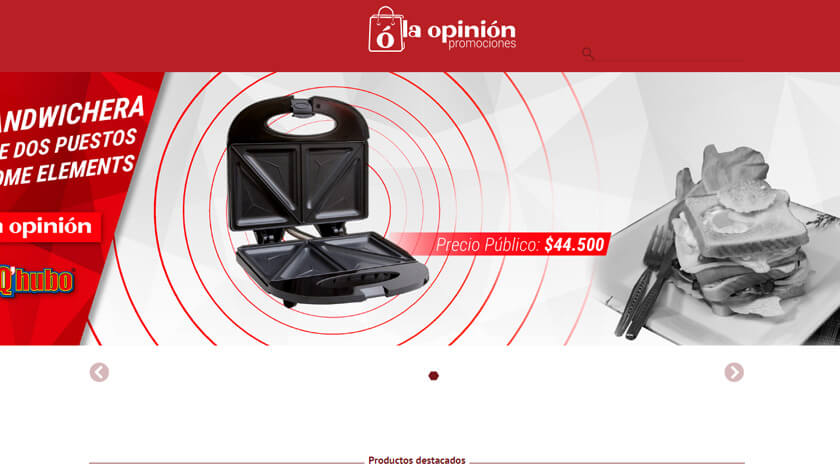 ó la opinión
promociones
ANDWICHERA
E DOS PUESTOS
OME ELEMENTS
a opinión
Q'hubo
Precio Público: $44.500
Productos destacados